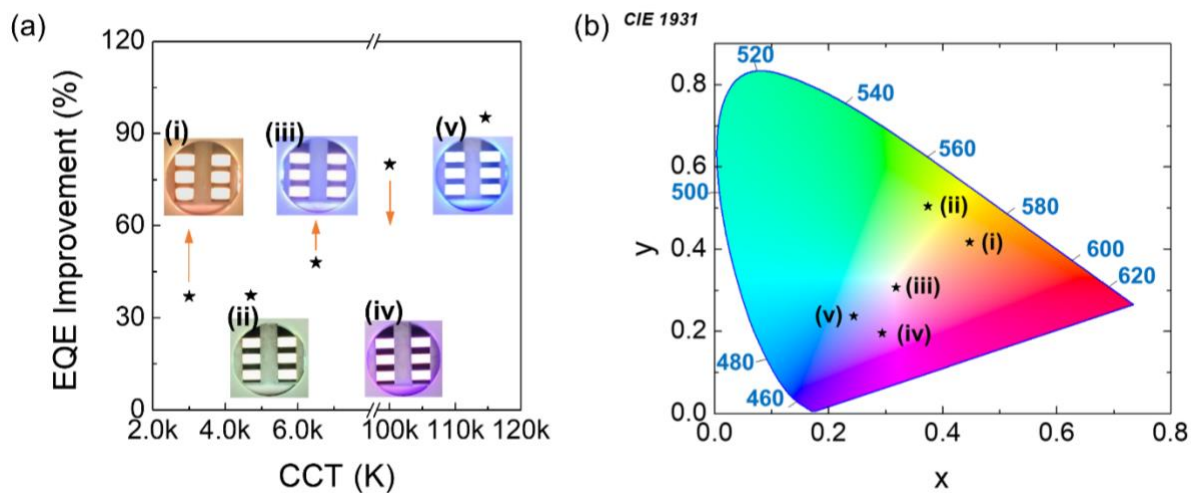 (a)
EQE Improvement (%)
120
90
60
30
0
(i)
(iii)
(v)
(ii)
(iv)
2.0k 4.0k 6.0k 100k 110k 120k
CCT (K)
(b) CIE 1931
y
0.8
0.6
0.4
0.2
0.0
520
540
560
500
580
600
620
480
460
(ii)
(i)
(iii)
(v)
(iv)
0.0 0.2 0.4 0.6 0.8
x